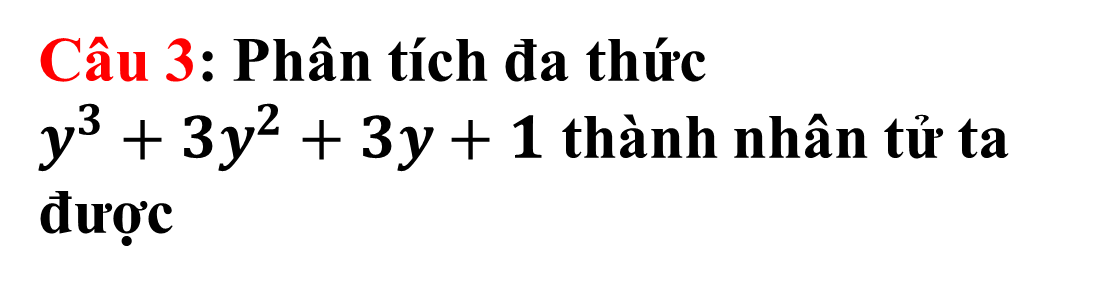 Câu 3: Phân tích đa thức
y³ + 3y² + 3y + 1 thành nhân tử ta
được